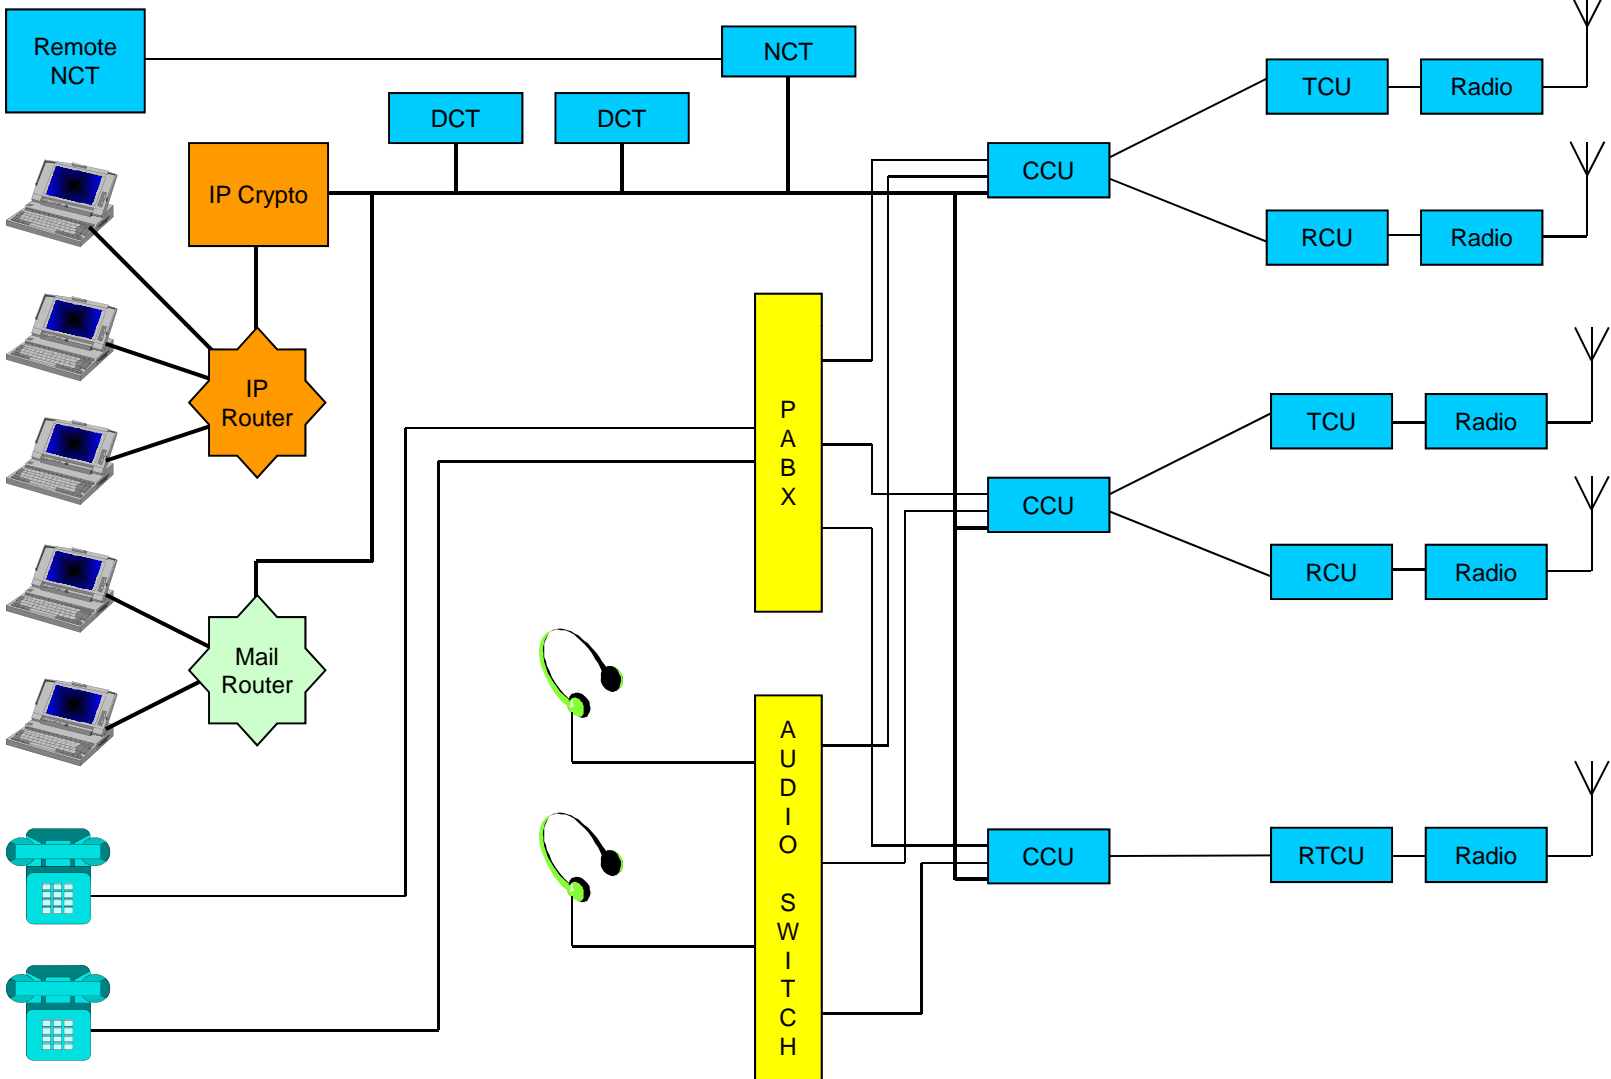 Remote
NCT
NCT
DCT
DCT
TCU
Radio
IP Crypto
CCU
RCU
Radio
IP
Router
P
A
B
X
TCU
Radio
CCU
RCU
Radio
Mail
Router
A
U
D
I
O
S
W
I
T
C
H
CCU
RTCU
Radio